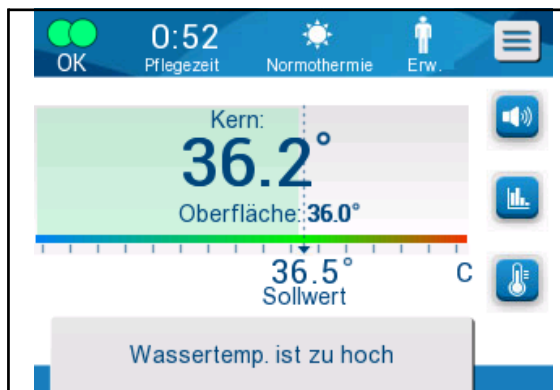 OK
0:52
Pflegezeit
Normothermie
Erw.
Kern:
36.2°
Oberfläche: 36.0°
36.5° C
Sollwert
Wassertemp. ist zu hoch